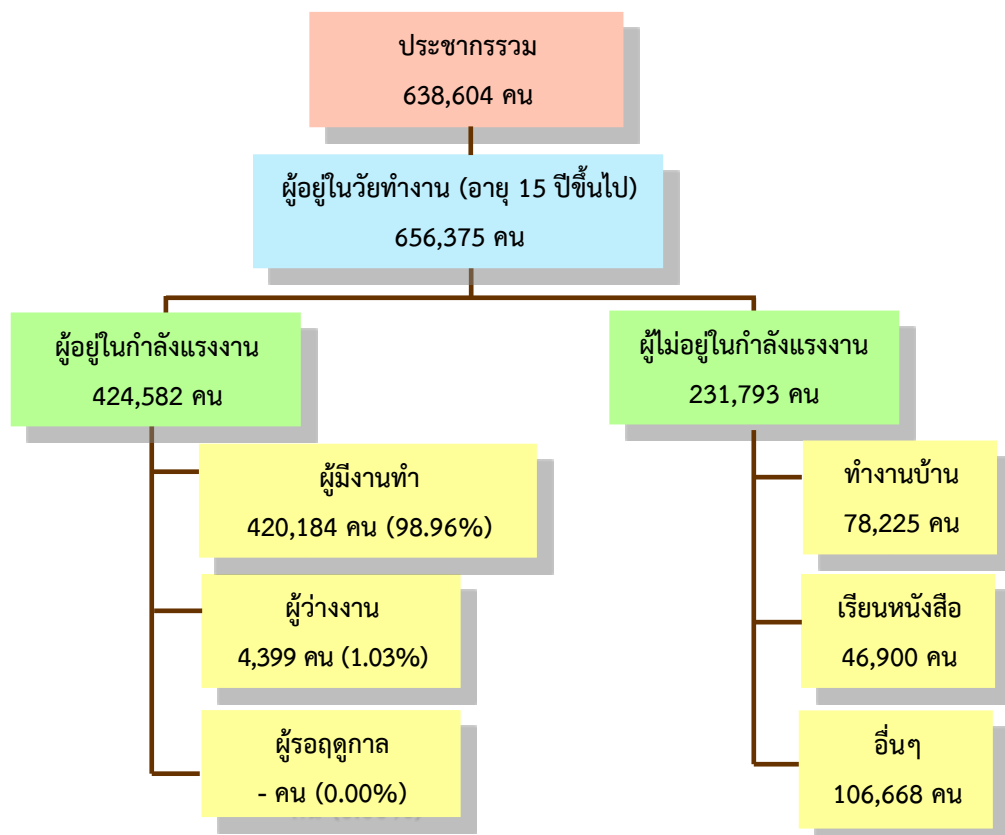 ประชากรรวม
638,604 คน
ผู้อยู่ในวัยทำงาน (อายุ 15 ปีขึ้นไป)
656,375 คน
ผู้อยู่ในกำลังแรงงาน
424,582 คน
ผู้ไม่อยู่ในกำลังแรงงาน
231,793 คน
ผู้มีงานทำ
420,184 คน (98.96%)
ผู้ว่างงาน
4,399 คน (1.03%)
ผู้รอฤดูกาล
- คน (0.00%)
ทำงานบ้าน
78,225 คน
เรียนหนังสือ
46,900 คน
อื่นๆ
106,668 คน